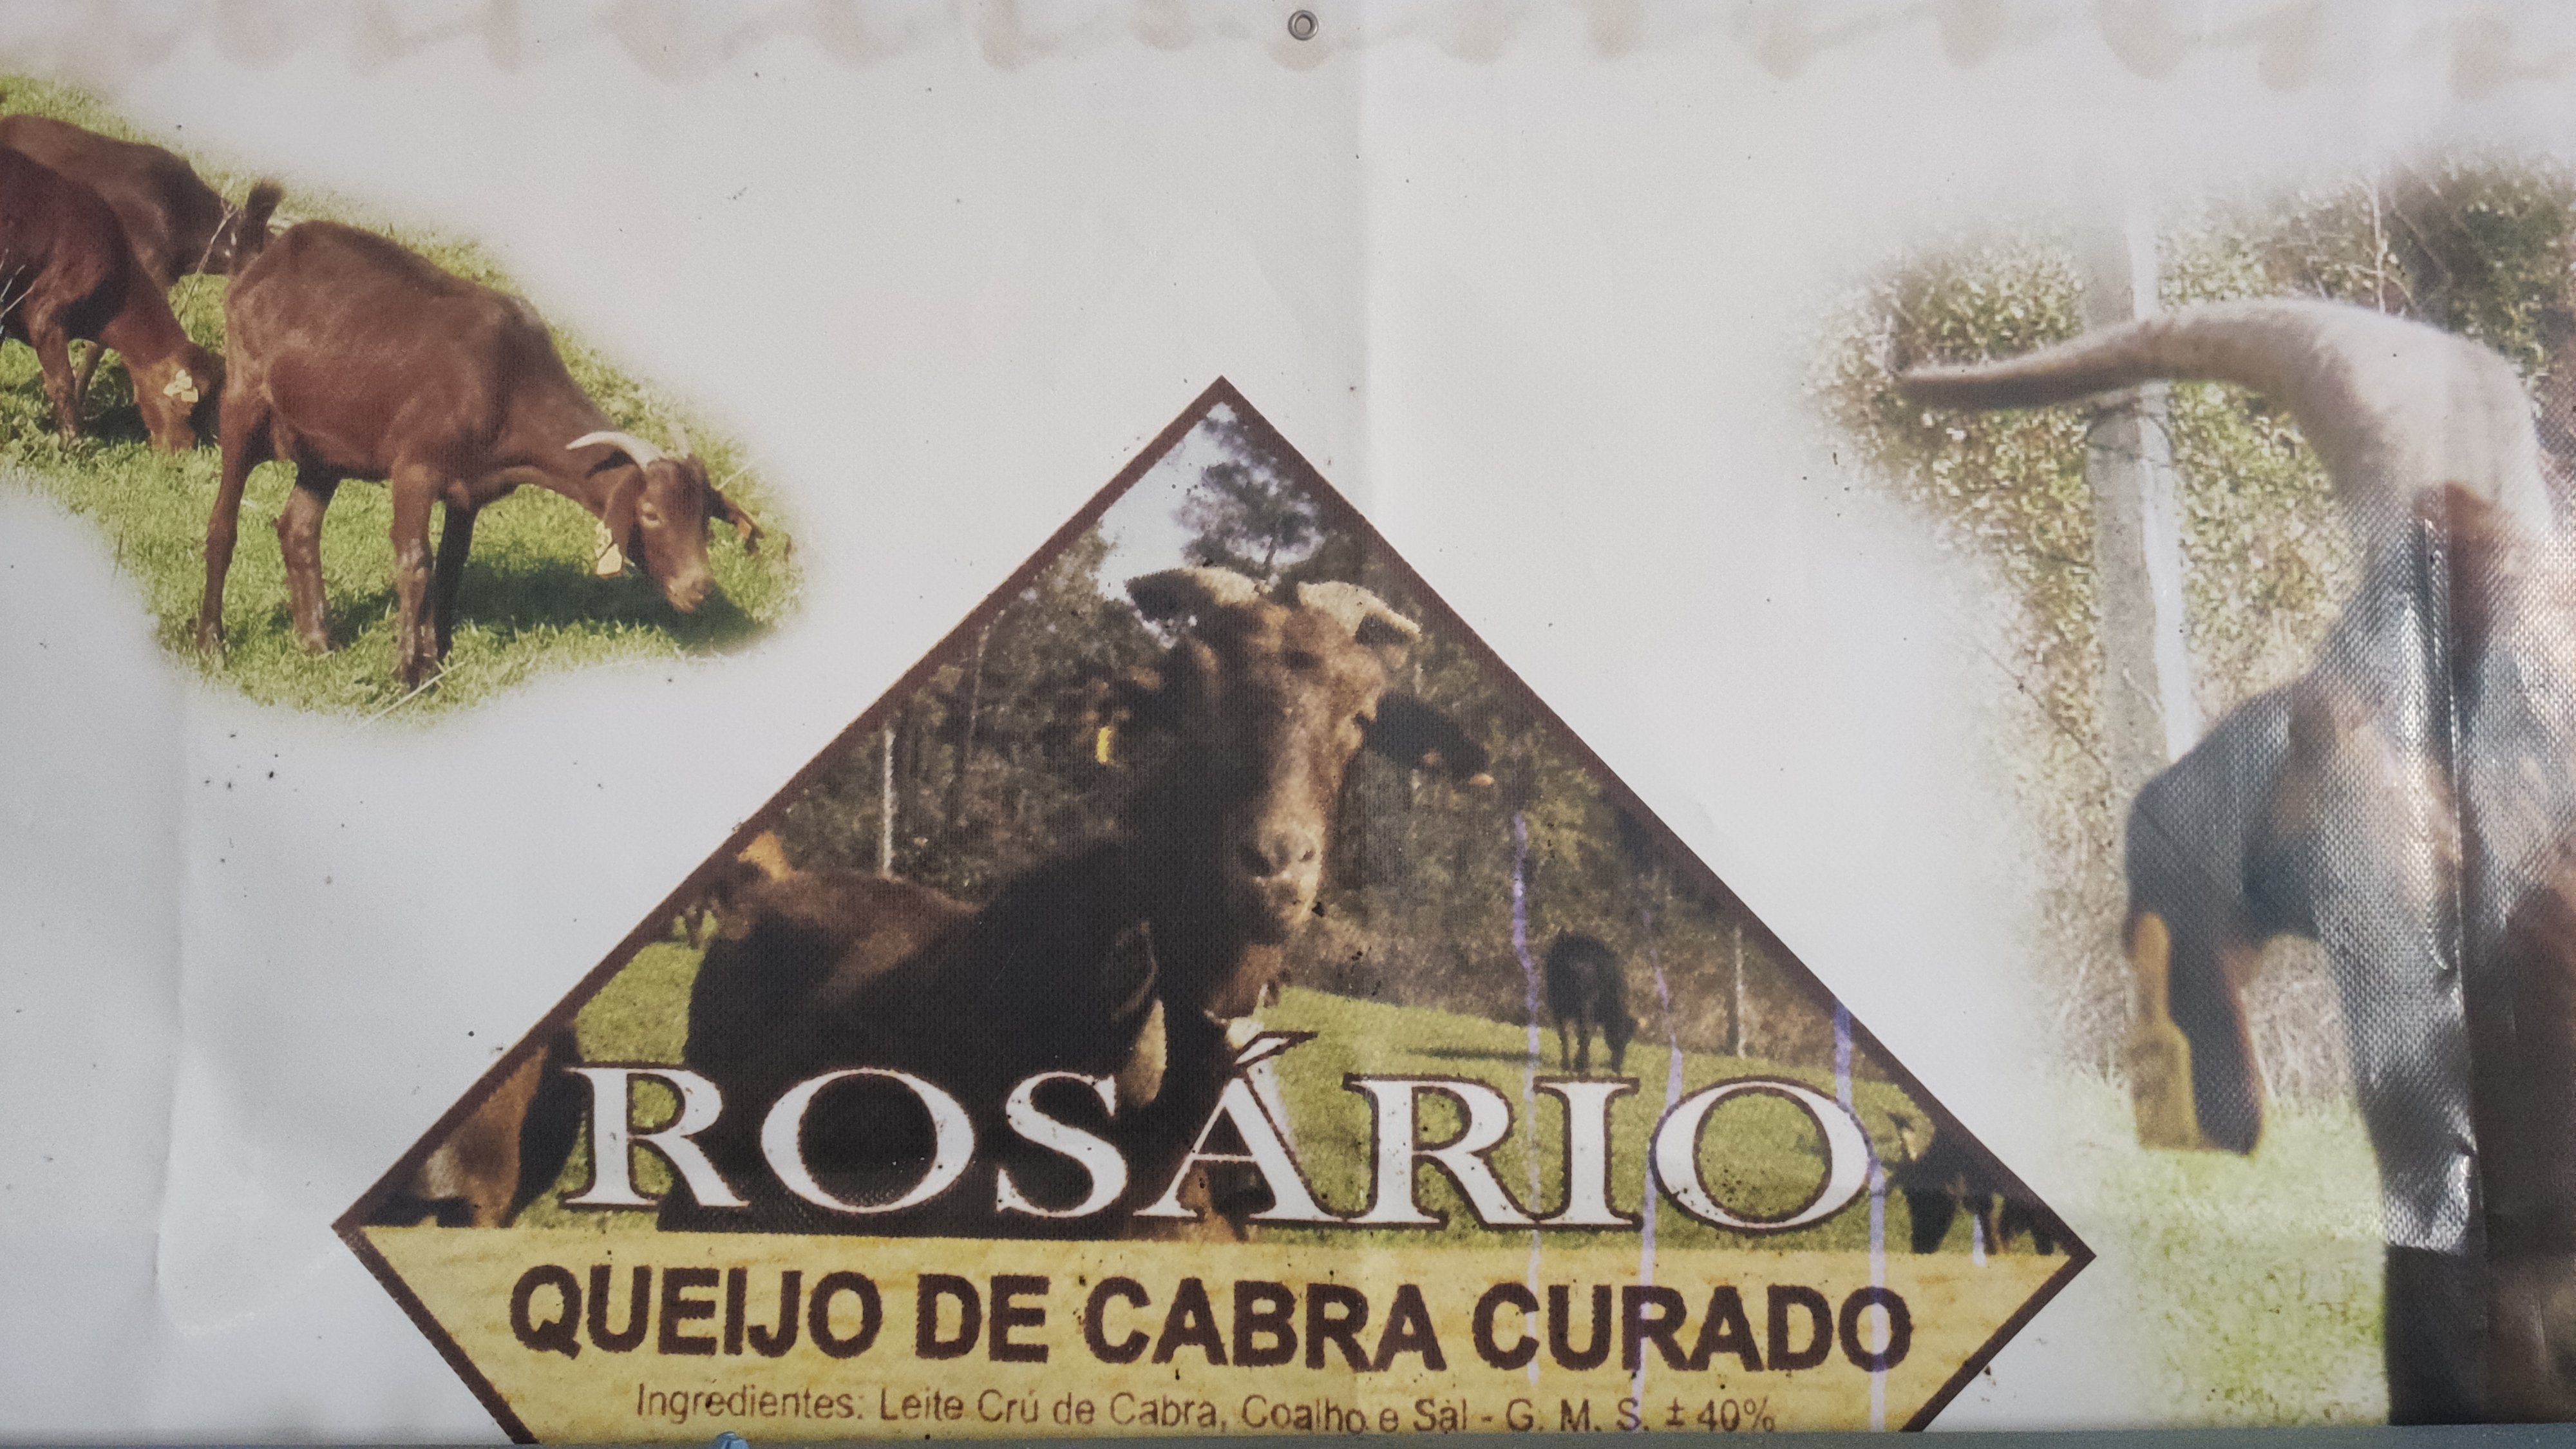 ROSÁRIO
QUEIJO DE CABRA CURADO
Ingredientes: Leite Crú de Cabra, Coalho e Sal - G. M. S. ± 40%